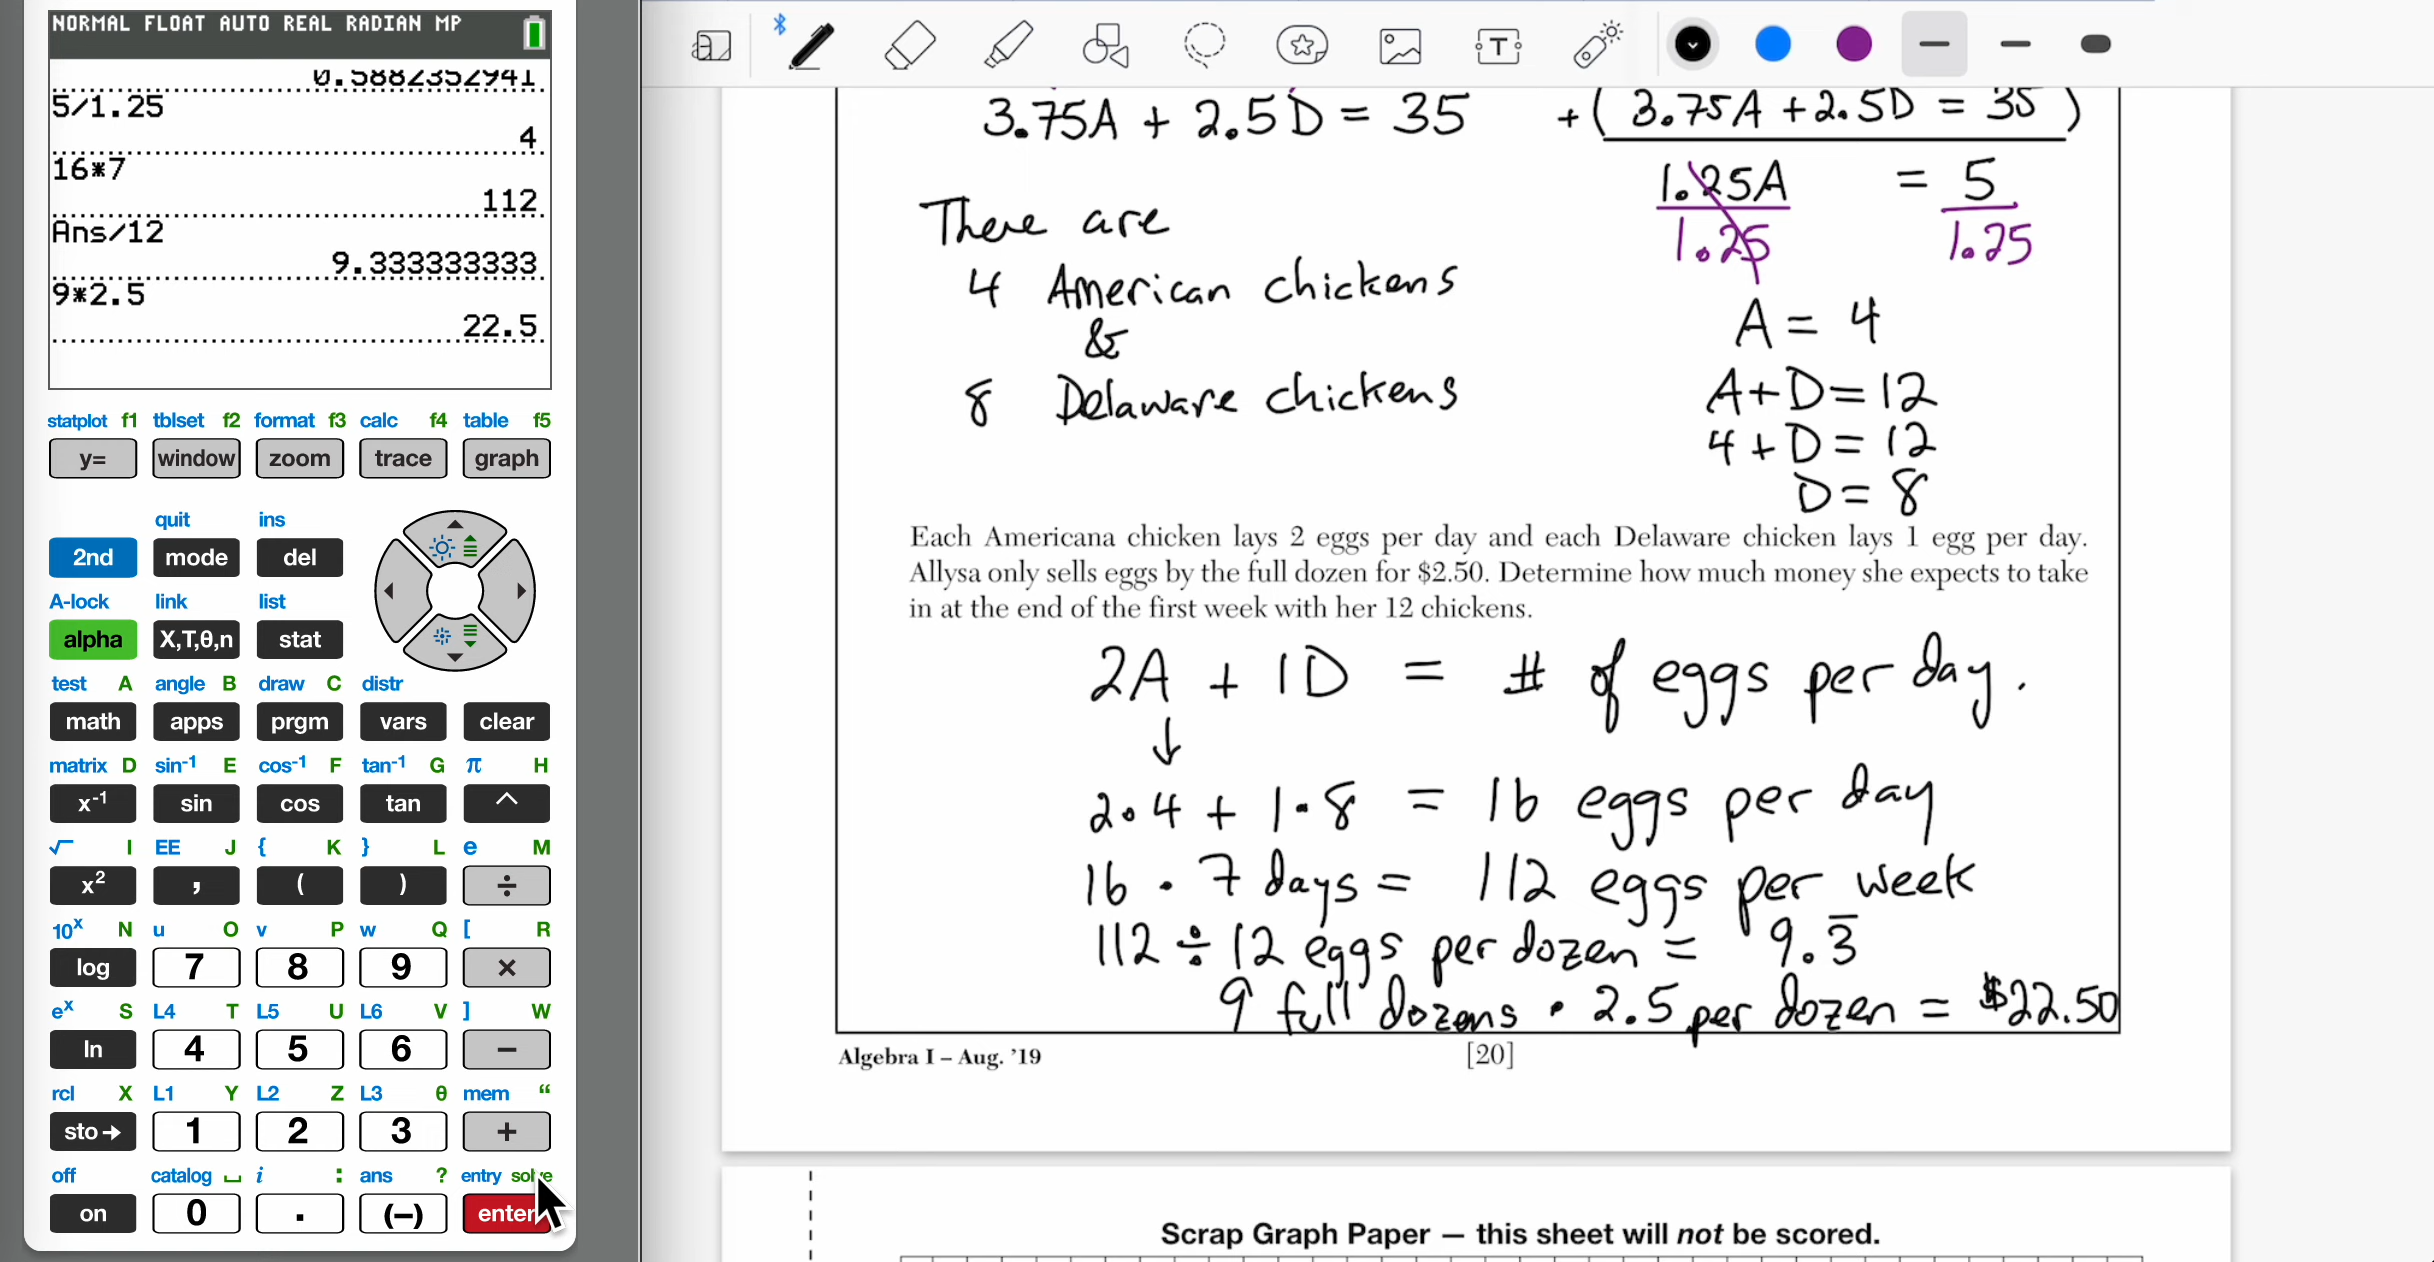 NORMAL FLOAT AUTO REAL RADIAN MP
0.5882352941
5/1.25
4
16*7
112
Ans/12
9.333333333
9*2.5
22.5
statplot f1 tblset f2 format f3 calc f4 table f5
y= window zoom trace graph
quit ins
2nd mode del
A-lock link list
alpha X,T,θ,n stat
test A angle B draw C distr
math apps prgm vars clear
matrix D sin-1 E cos-1 F tan-1 G π H
x-1 sin cos tan ^
√ I EE J { K } L e M
x2 , ( ) ÷
10x N u O v P w Q [ R
log 7 8 9 ×
ex S L4 T L5 U L6 V ] W
ln 4 5 6 −
rcl X L1 Y L2 Z L3 θ mem "
sto→ 1 2 3 +
off catalog ⎵ i : ans ? entry solve
on 0 . (−) enter
T
3.75A + 2.5D = 35
+( 3.75A + 2.5D = 35 )
1.25A = 5
1.25 1.25
There are
4 American chickens
&
8 Delaware chickens
A = 4
A+D=12
4+D=12
D=8
Each Americana chicken lays 2 eggs per day and each Delaware chicken lays 1 egg per day.
Allysa only sells eggs by the full dozen for $2.50. Determine how much money she expects to take
in at the end of the first week with her 12 chickens.
2A + 1D = # of eggs per day.
↓
2·4 + 1·8 = 16 eggs per day
16 · 7 days = 112 eggs per week
112 ÷ 12 eggs per dozen = 9.3̅
9 full dozens · 2.5 per dozen = $22.50
Algebra I – Aug. ’19 [20]
Scrap Graph Paper — this sheet will not be scored.